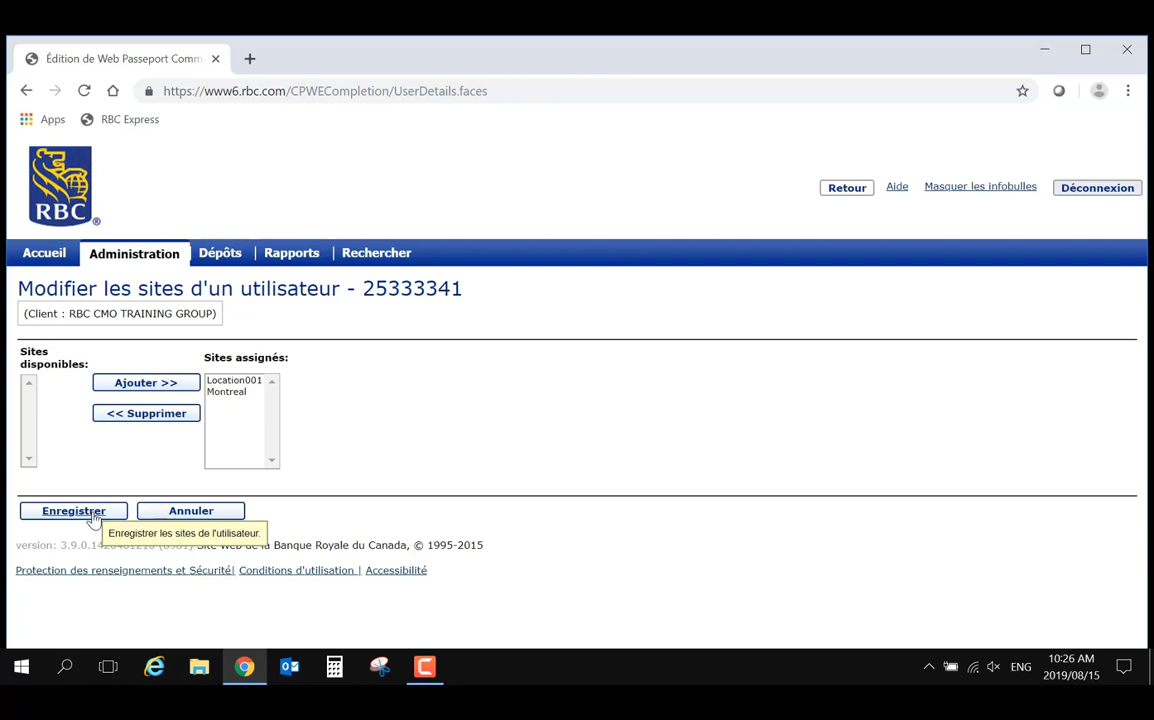 Édition de Web Passeport Comm
https://www6.rbc.com/CPWECompletion/UserDetails.faces
Apps
RBC Express
RBC
®
Retour
Aide
Masquer les infobulles
Déconnexion
Accueil
Administration
Dépôts
Rapports
Rechercher
Modifier les sites d'un utilisateur - 25333341
(Client : RBC CMO TRAINING GROUP)
Sites
disponibles:
Sites assignés:
Ajouter >>
<< Supprimer
Location001
Montreal
Enregistrer
Annuler
Enregistrer les sites de l'utilisateur.
version: 3.9.0. Site Web de la Banque Royale du Canada, © 1995-2015
Protection des renseignements et Sécurité|
Conditions d'utilisation |
Accessibilité
ENG
10:26 AM
2019/08/15